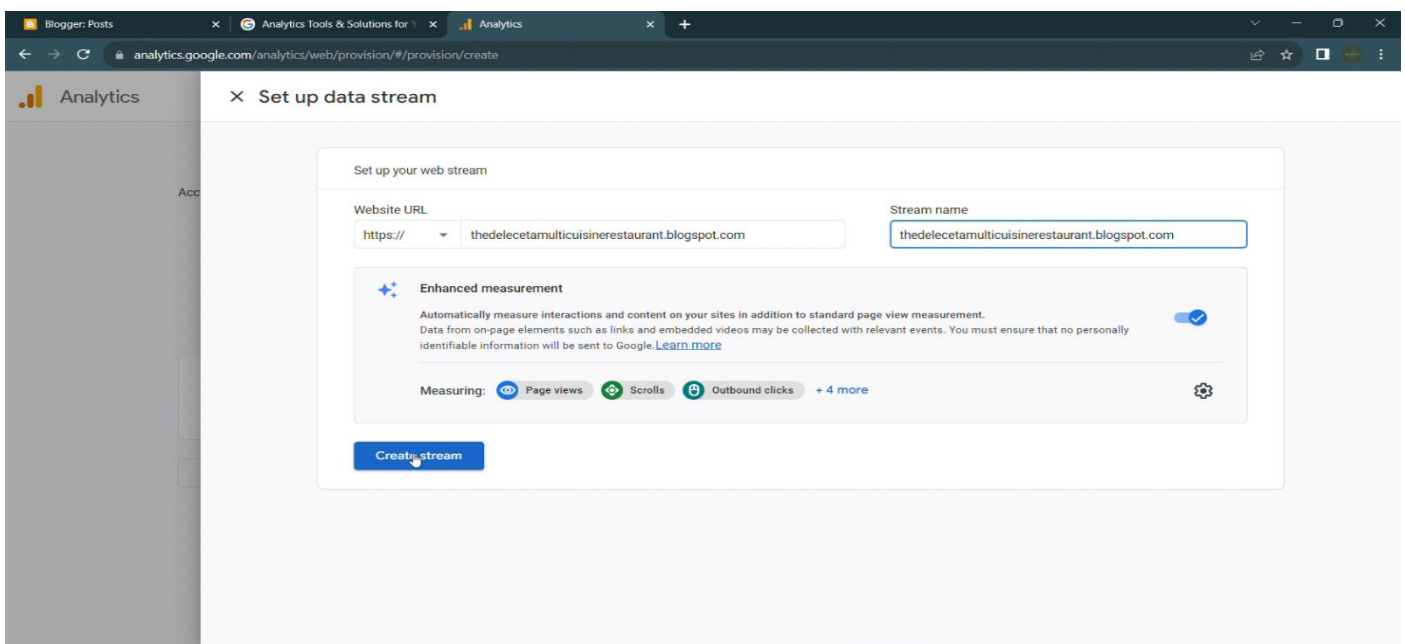 Blogger: Posts
Analytics Tools & Solutions for Y
Analytics
analytics.google.com/analytics/web/provision/#/provision/create
Analytics
Set up data stream
Set up your web stream
Acc
Website URL
Stream name
https://
thedelecetamulticuisinerestaurant.blogspot.com
thedelecetamulticuisinerestaurant.blogspot.com
Enhanced measurement
Automatically measure interactions and content on your sites in addition to standard page view measurement.
Data from on-page elements such as links and embedded videos may be collected with relevant events. You must ensure that no personally
identifiable information will be sent to Google.Learn more
Measuring: Page views Scrolls Outbound clicks + 4 more
Create stream